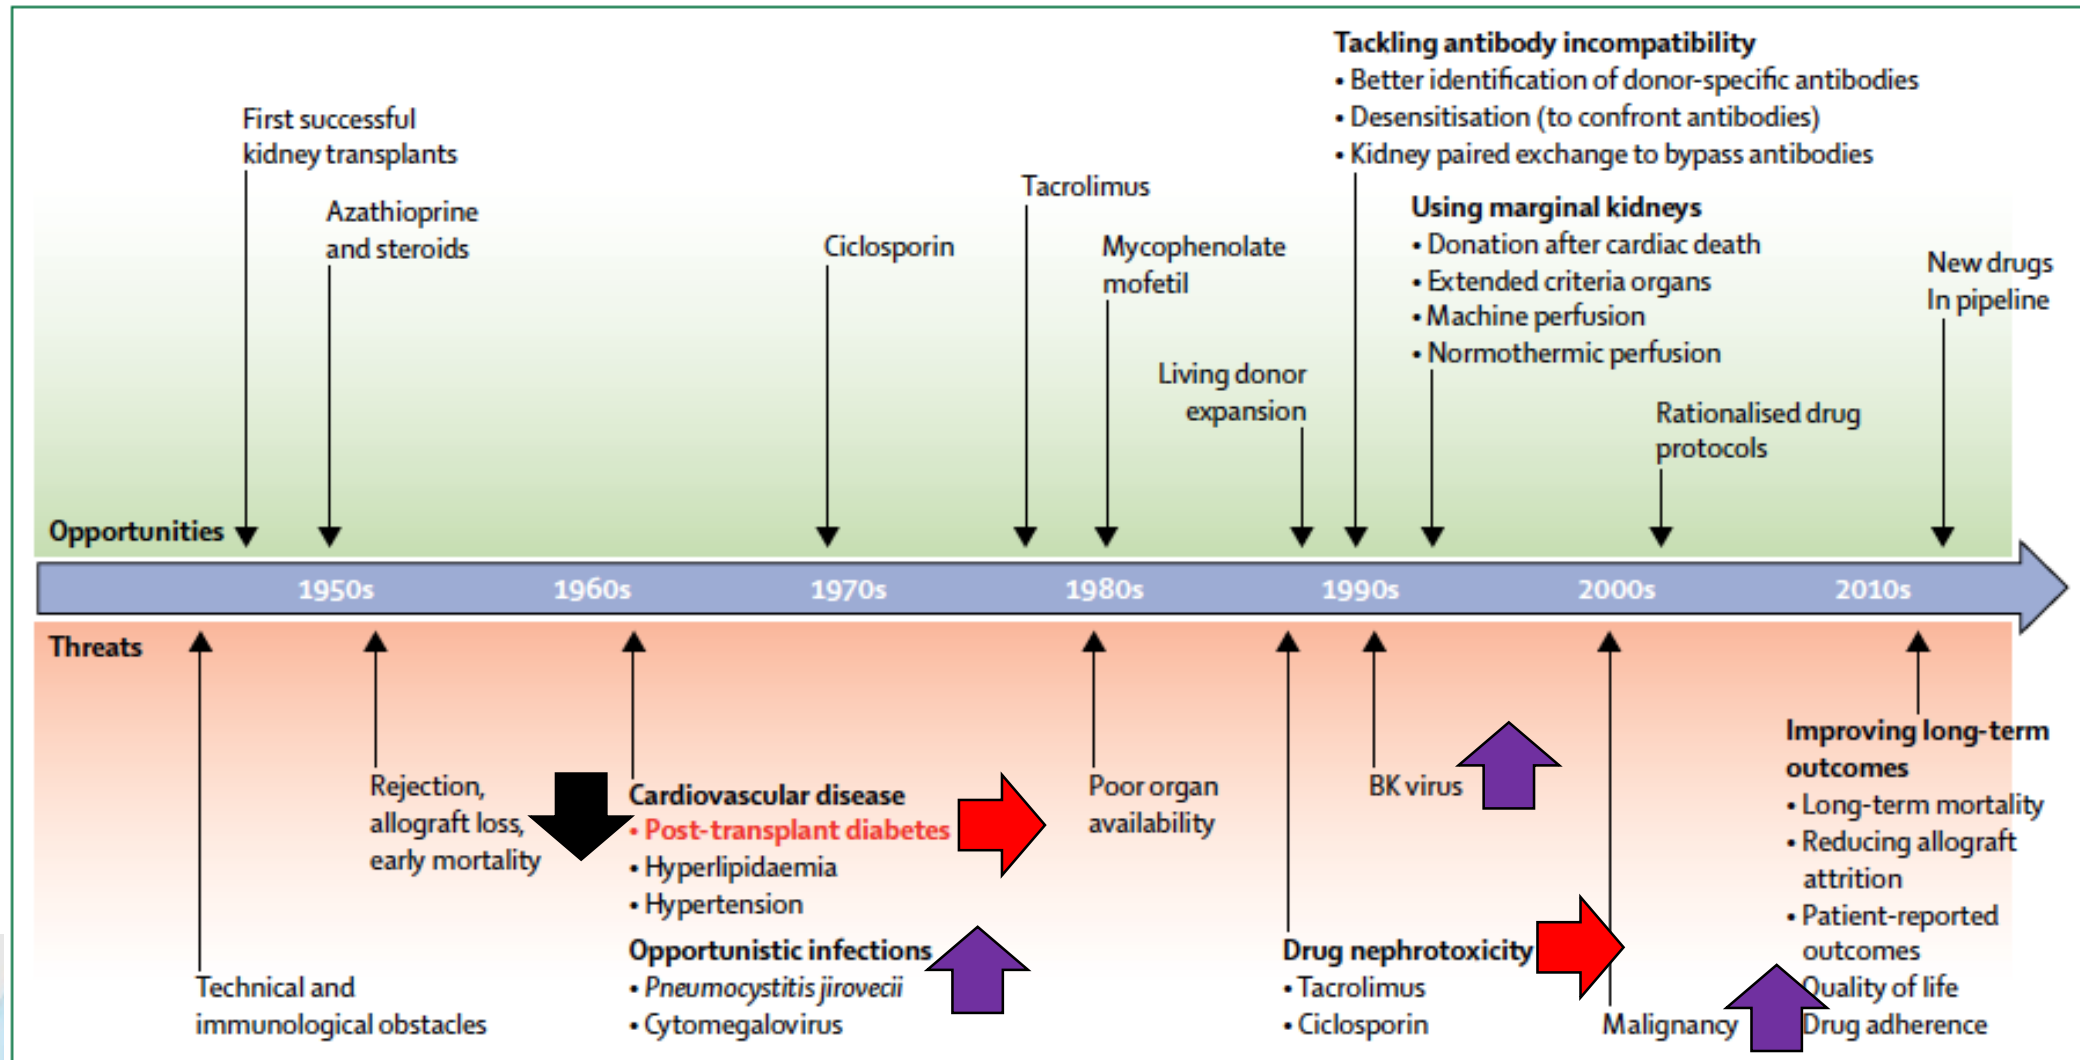 Tackling antibody incompatibility
• Better identification of donor-specific antibodies
• Desensitisation (to confront antibodies)
• Kidney paired exchange to bypass antibodies
First successful
kidney transplants
Azathioprine
and steroids
Ciclosporin
Tacrolimus
Mycophenolate
mofetil
Living donor
expansion
Using marginal kidneys
• Donation after cardiac death
• Extended criteria organs
• Machine perfusion
• Normothermic perfusion
Rationalised drug
protocols
New drugs
In pipeline
Opportunities
1950s 1960s 1970s 1980s 1990s 2000s 2010s
Threats
Technical and
immunological obstacles
Rejection,
allograft loss,
early mortality
Cardiovascular disease
• Post-transplant diabetes
• Hyperlipidaemia
• Hypertension
Opportunistic infections
• Pneumocystitis jirovecii
• Cytomegalovirus
Poor organ
availability
Drug nephrotoxicity
• Tacrolimus
• Ciclosporin
BK virus
Malignancy
Improving long-term
outcomes
• Long-term mortality
• Reducing allograft
attrition
• Patient-reported
outcomes
Quality of life
Drug adherence